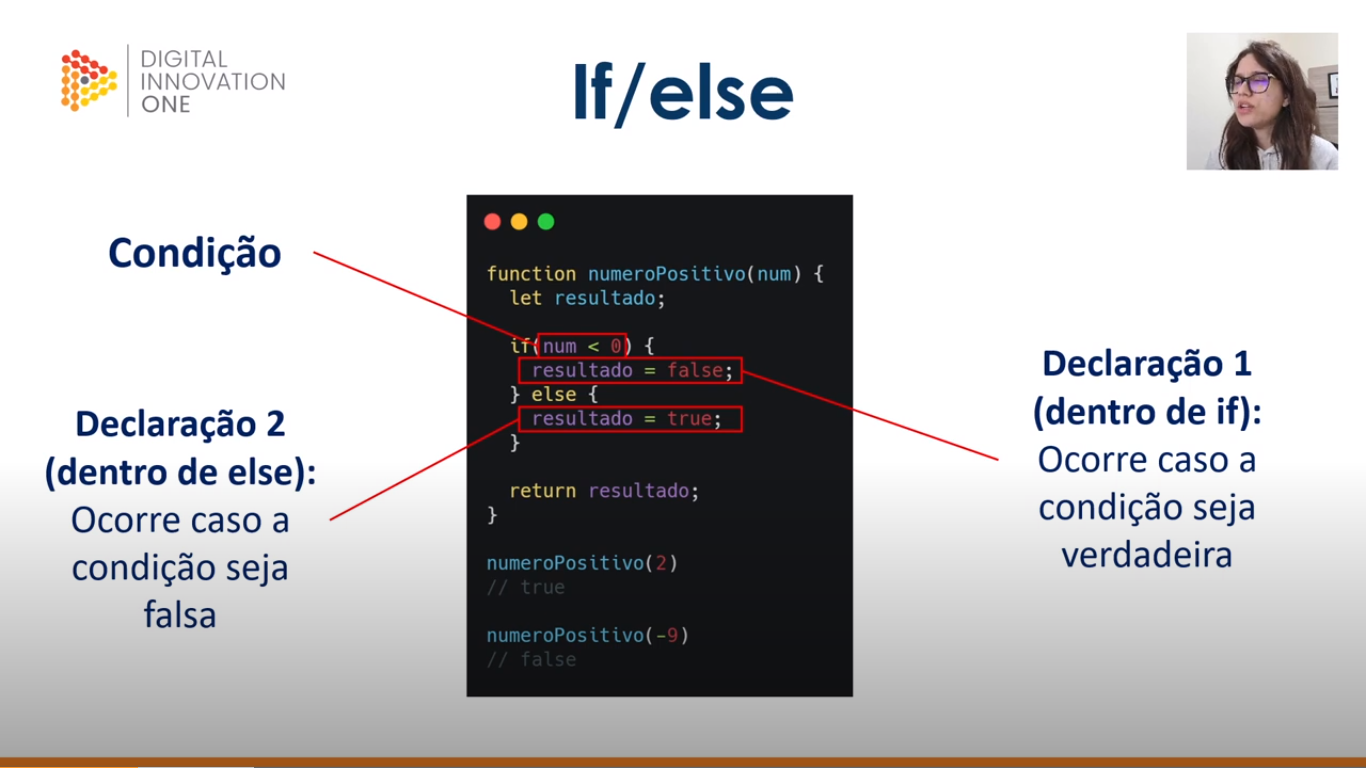 DIGITAL
INNOVATION
ONE
If/else
Condição
function numeroPositivo(num) {
let resultado;
if(num < 0) {
resultado = false;
} else {
resultado = true;
}
return resultado;
}
numeroPositivo(2)
// true
numeroPositivo(-9)
// false
Declaração 2
(dentro de else):
Ocorre caso a
condição seja
falsa
Declaração 1
(dentro de if):
Ocorre caso a
condição seja
verdadeira